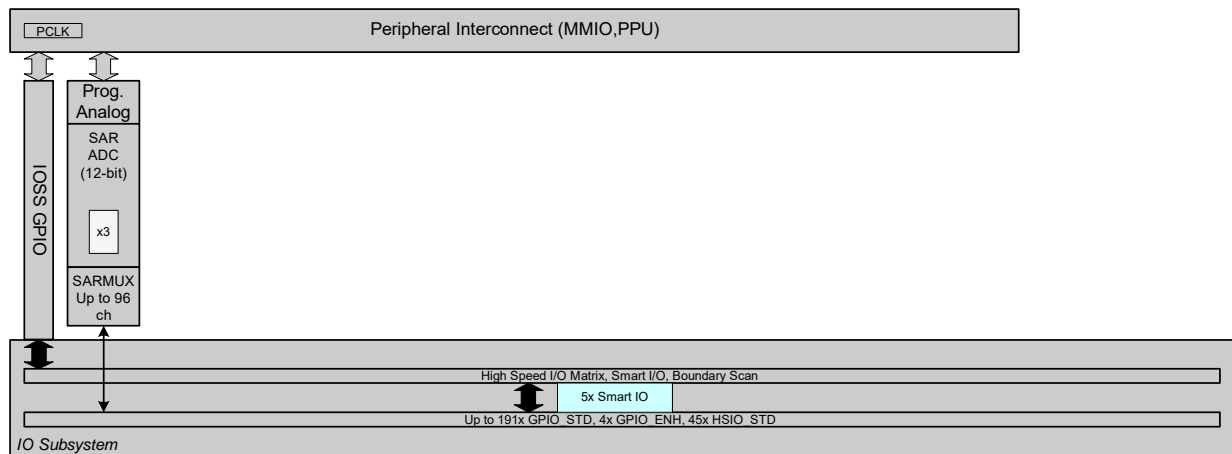 Peripheral Interconnect (MMIO,PPU)
PCLK
Prog.
Analog
SAR
ADC
(12-bit)
x3
SARMUX
Up to 96
ch
IOSS GPIO
High Speed I/O Matrix, Smart I/O, Boundary Scan
5x Smart IO
Up to 191x GPIO_STD, 4x GPIO_ENH, 45x HSIO_STD
IO Subsystem